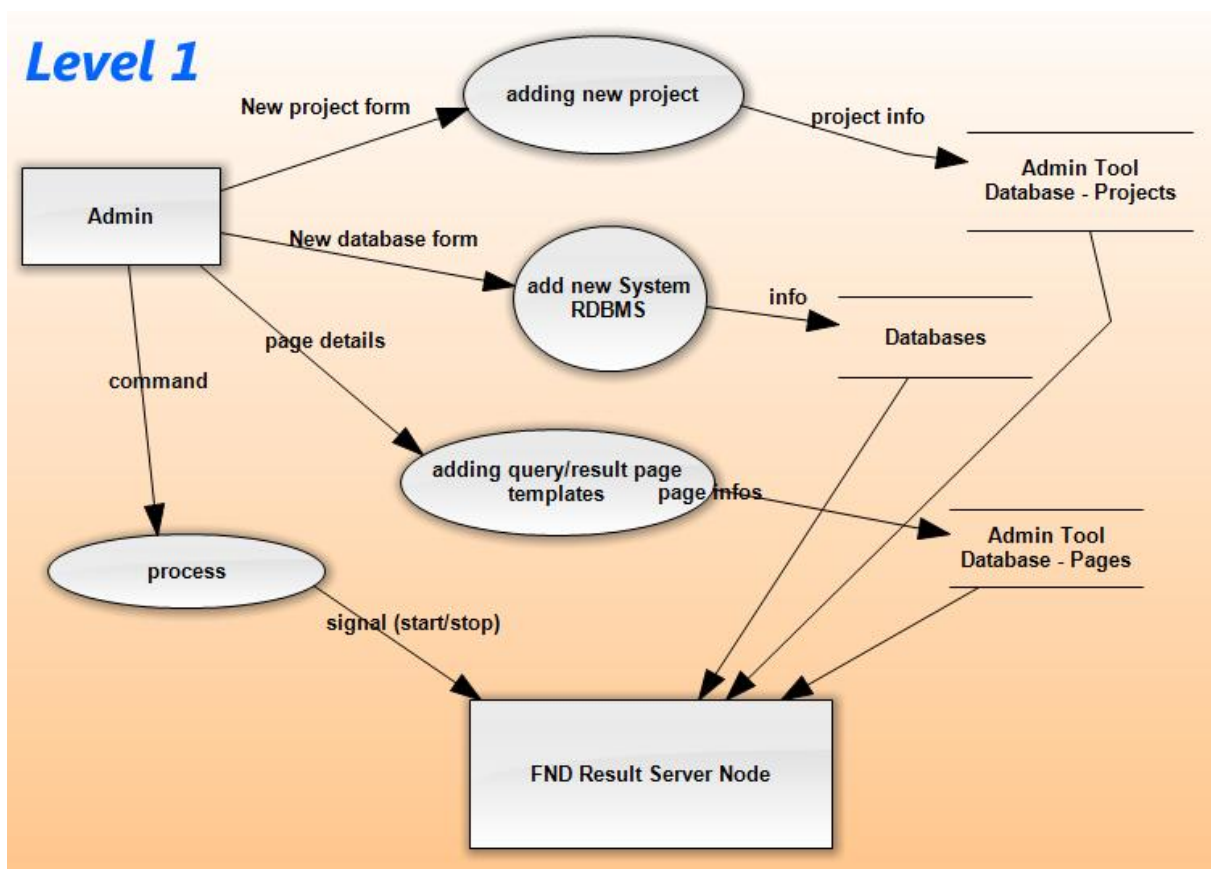 Level 1
New project form
adding new project
project info
Admin Tool
Database - Projects
Admin
New database form
add new System
RDBMS
info
Databases
page details
command
adding query/result page
templates
page infos
Admin Tool
Database - Pages
process
signal (start/stop)
FND Result Server Node